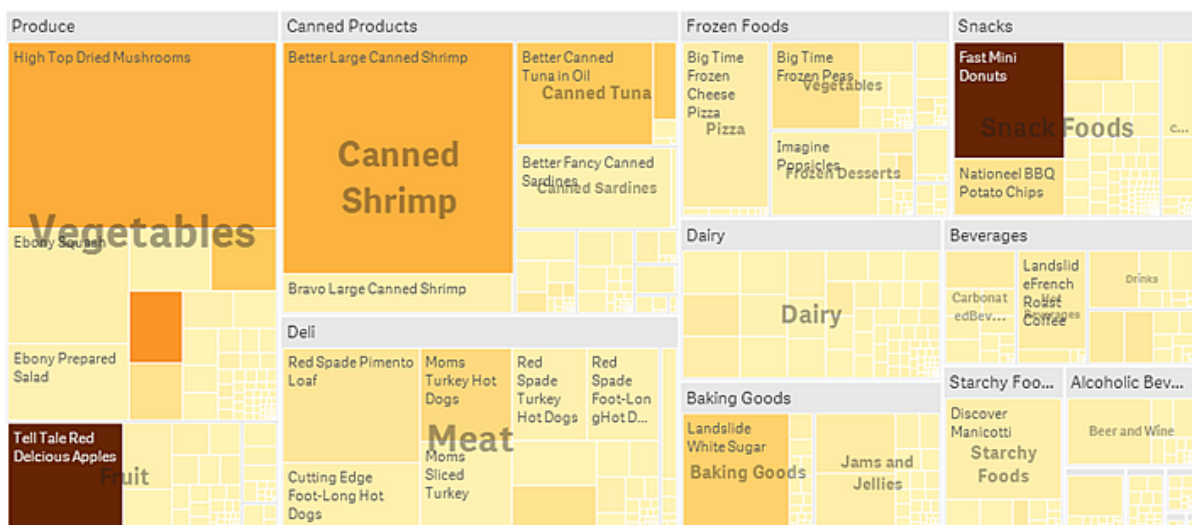 Produce
High Top Dried Mushrooms
Vegetables
Ebony Squash
Ebony Prepared
Salad
Tell Tale Red
Delcious Apples
Fruit
Canned Products
Better Large Canned Shrimp
Canned
Shrimp
Bravo Large Canned Shrimp
Better Canned
Tuna in Oil
Canned Tuna
Better Fancy Canned
Sardines
Canned Sardines
Deli
Red Spade Pimento
Loaf
Cutting Edge
Foot-Long Hot
Dogs
Moms
Turkey Hot
Dogs
Meat
Moms
Sliced
Turkey
Red
Spade
Turkey
Hot Dogs
Red
Spade
Foot-Lon
gHot D...
Frozen Foods
Big Time
Frozen
Cheese
Pizza
Pizza
Big Time
Frozen Peas
Vegetables
Imagine
Popsicles
Frozen Desserts
Dairy
Dairy
Baking Goods
Landslide
White Sugar
Baking Goods
Jams and
Jellies
Snacks
Fast Mini
Donuts
Snack Foods
C...
Nationeel BBQ
Potato Chips
Beverages
Carbonat
edBev...
Landslid
eFrench
Roast
Coffee
Hot
Beverages
Drinks
Starchy Foo...
Discover
Manicotti
Starchy
Foods
Alcoholic Bev...
Beer and Wine